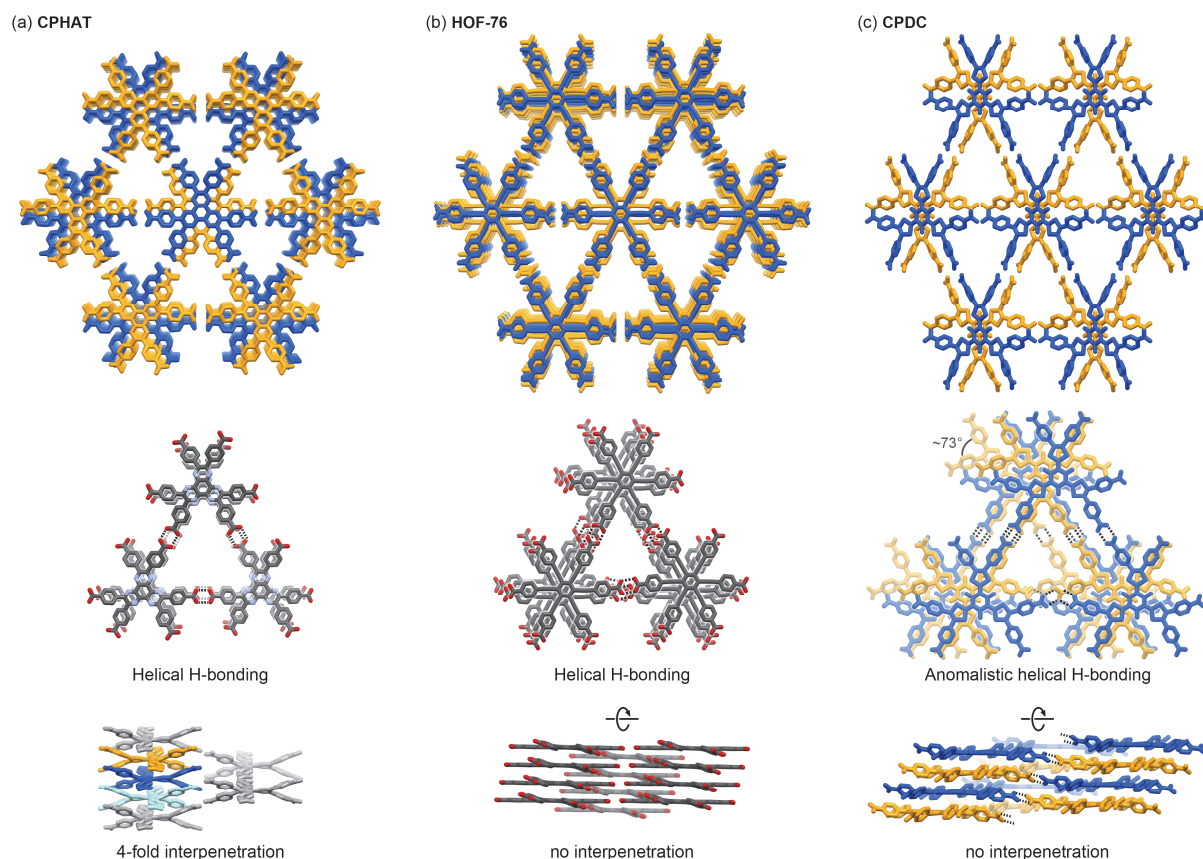 (a) CPHAT
(b) HOF-76
(c) CPDC
~73°
Helical H-bonding
Helical H-bonding
Anomalistic helical H-bonding
4-fold interpenetration
no interpenetration
no interpenetration